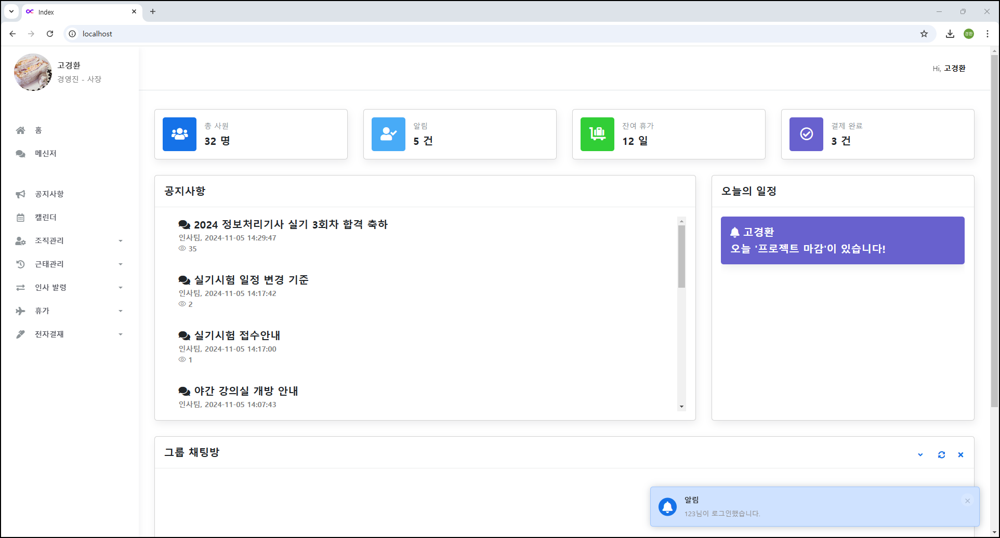 Index
localhost
경환
고경환
경영진 - 사장
Hi, 고경환
홈
메신저
공지사항
캘린더
조직관리
근태관리
인사 발령
휴가
전자결재
총 사원
32 명
알림
5 건
잔여 휴가
12 일
결제 완료
3 건
공지사항
2024 정보처리기사 실기 3회차 합격 축하
인사팀, 2024-11-05 14:29:47
35
실기시험 일정 변경 기준
인사팀, 2024-11-05 14:17:42
2
실기시험 접수안내
인사팀, 2024-11-05 14:17:00
1
야간 강의실 개방 안내
인사팀, 2024-11-05 14:07:43
오늘의 일정
고경환
오늘 '프로젝트 마감'이 있습니다!
그룹 채팅방
알림
123님이 로그인했습니다.